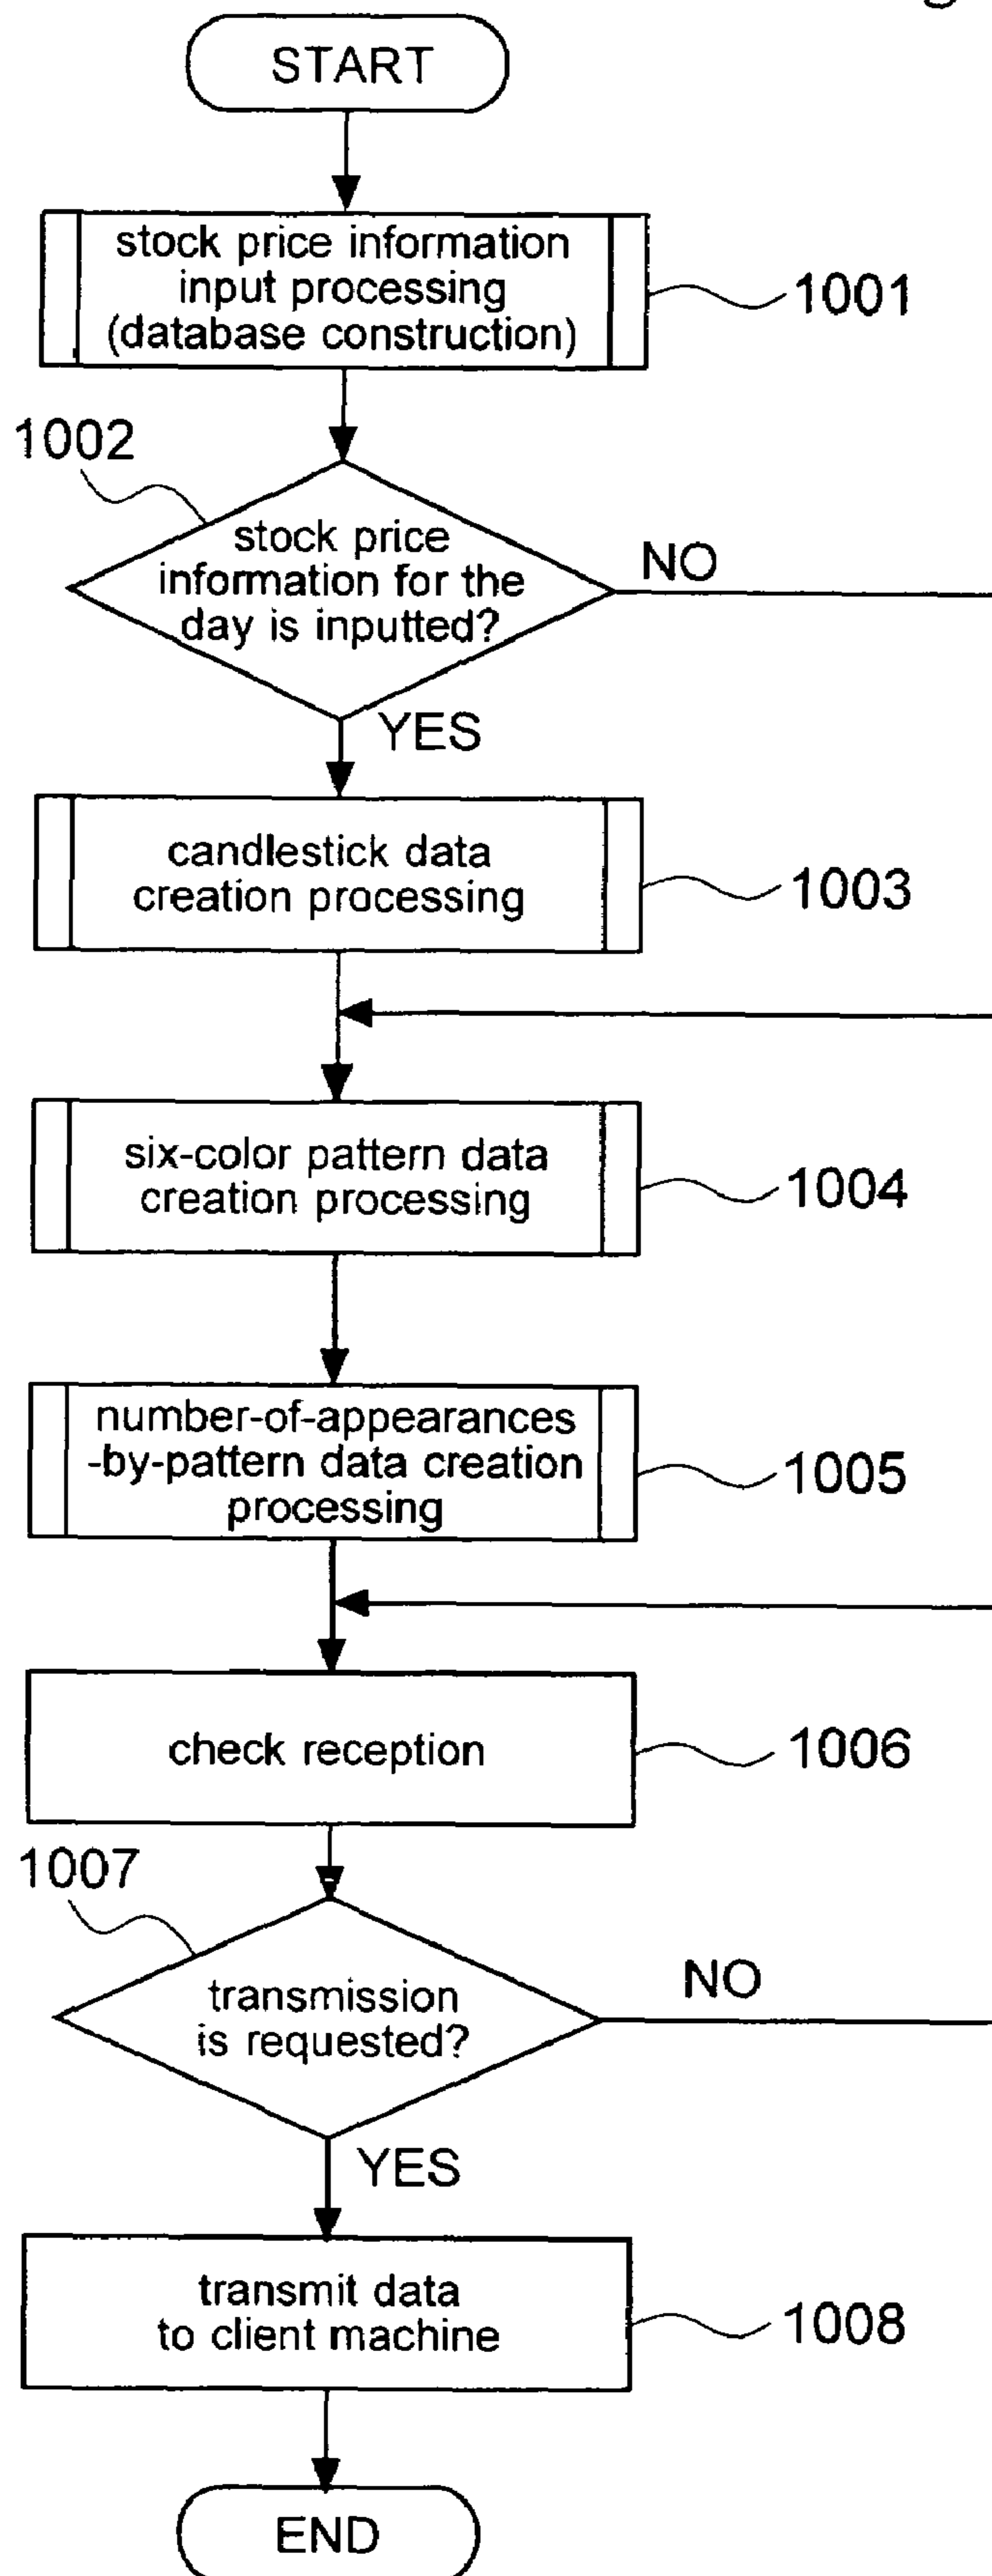 START
stock price information
input processing
(database construction)
1001
1002
stock price
information for the
day is inputted?
NO
YES
candlestick data
creation processing
1003
six-color pattern data
creation processing
1004
number-of-appearances
-by-pattern data creation
processing
1005
check reception
1006
1007
transmission
is requested?
NO
YES
transmit data
to client machine
1008
END